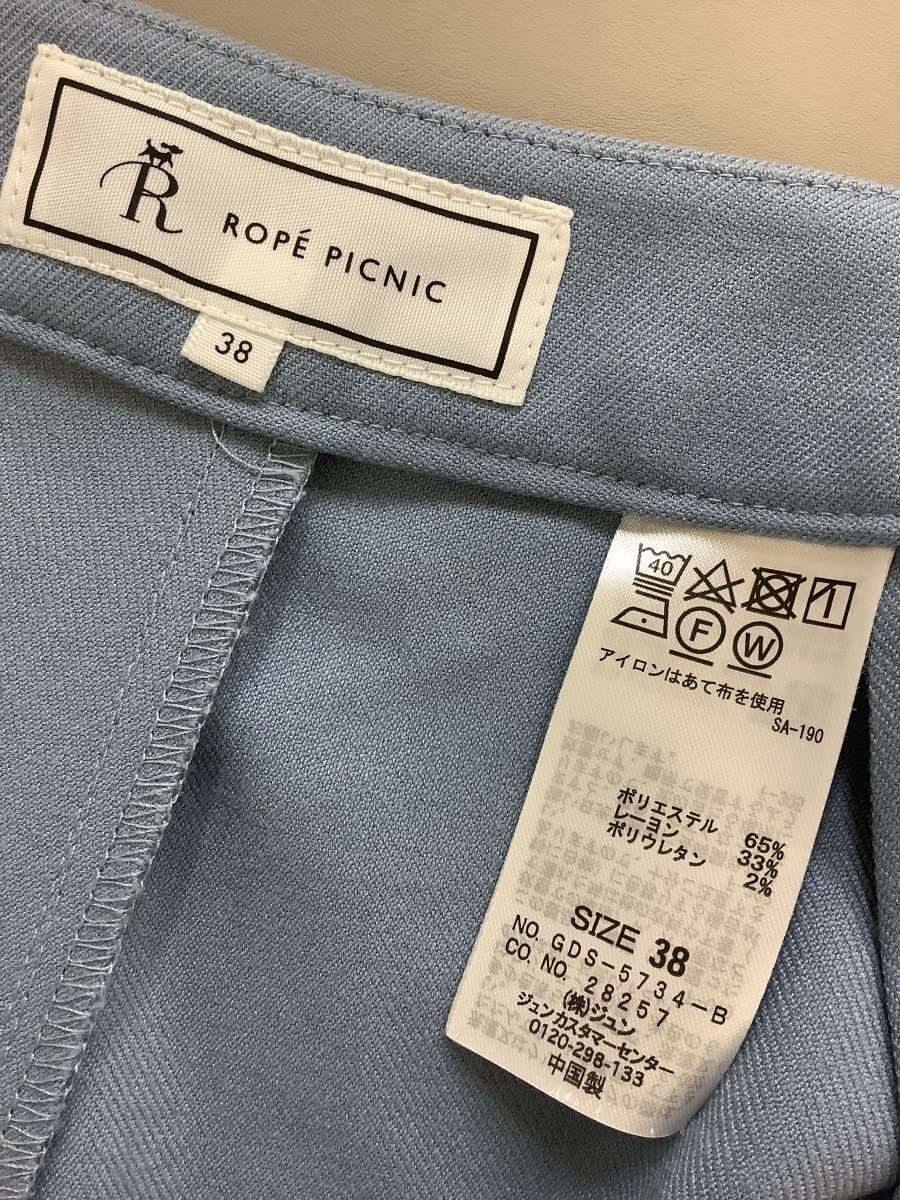 R
ROPÉ PICNIC
38
40
F W
アイロンはあて布を使用
SA-190
ポリエステル 65%
レーヨン 33%
ポリウレタン 2%
SIZE 38
NO. GDS-5734-B
CO. NO. 28257
(株)ジュン
ジュンカスタマーセンター
0120-298-133
中国製